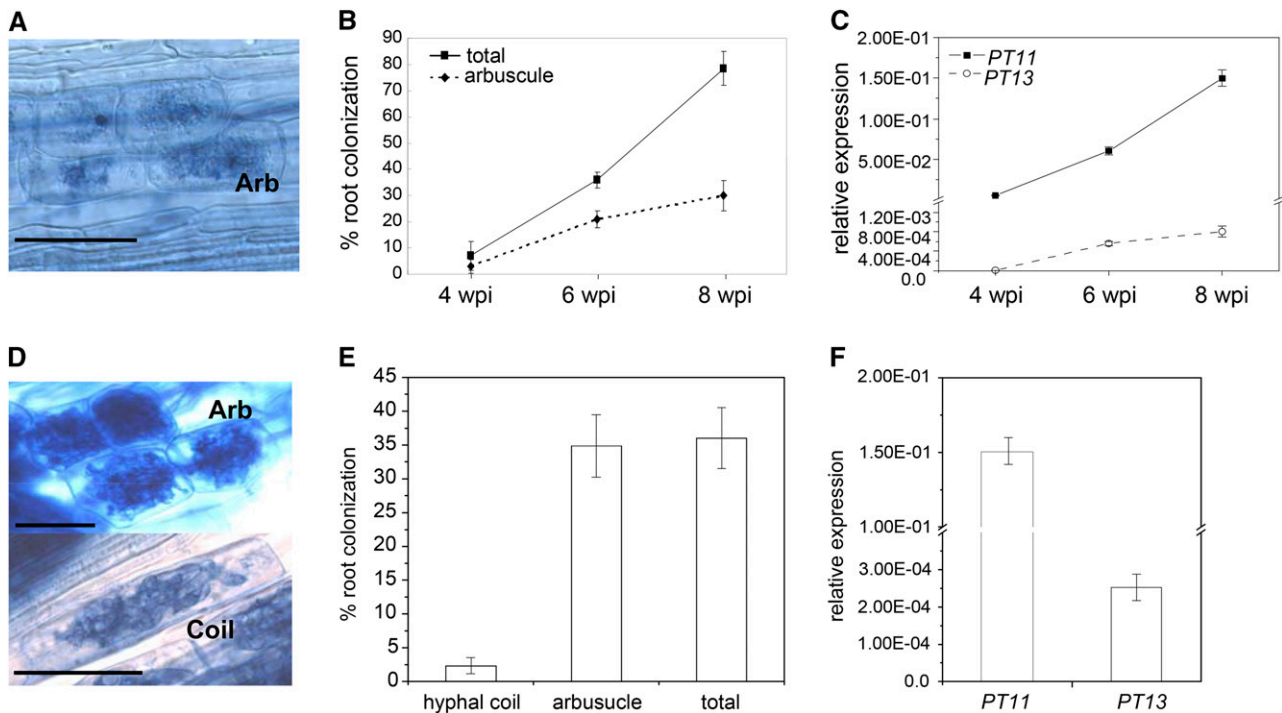 A
Arb
B
% root colonization
90
80
70
60
50
40
30
20
10
0
total
arbuscule
4 wpi 6 wpi 8 wpi
C
relative expression
2.00E-01
1.50E-01
1.00E-01
5.00E-02
1.20E-03
8.00E-04
4.00E-04
0.0
PT11
PT13
4 wpi 6 wpi 8 wpi
D
Arb
Coil
E
% root colonization
45
40
35
30
25
20
15
10
5
0
hyphal coil arbusucle total
F
relative expression
2.00E-01
1.50E-01
1.00E-01
3.00E-04
2.00E-04
1.00E-04
0.0
PT11 PT13